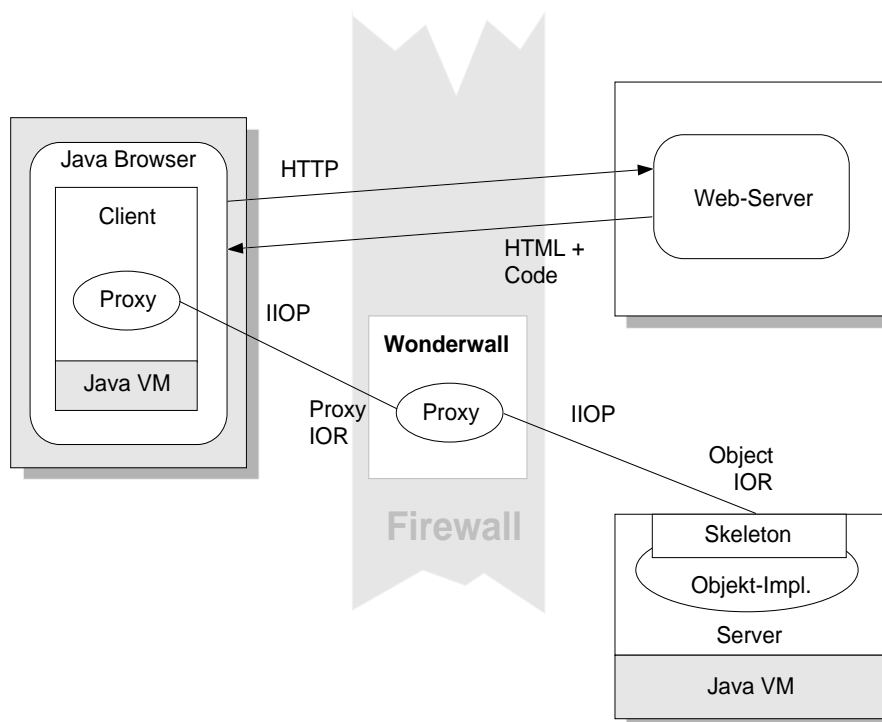 Java Browser
Client
Proxy
Java VM
HTTP
HTML +
Code
Web-Server
IIOP
Wonderwall
Proxy
Proxy
IOR
IIOP
Object
IOR
Firewall
Skeleton
Objekt-Impl.
Server
Java VM